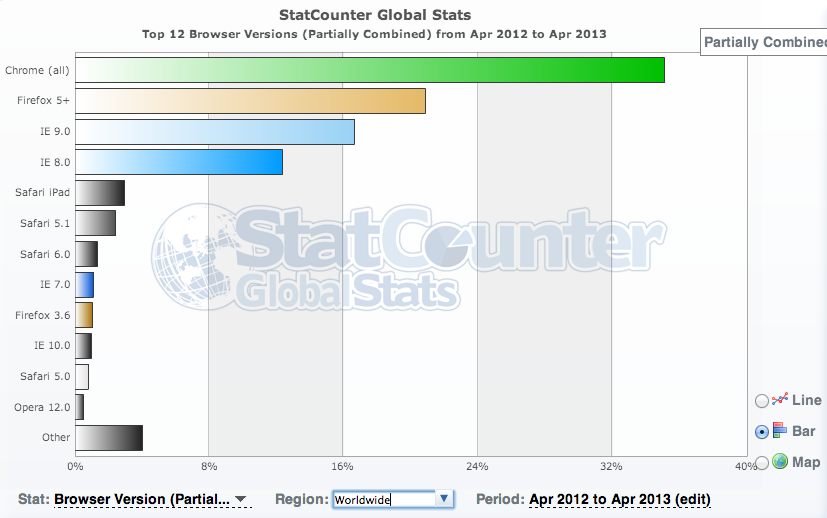 StatCounter Global Stats
Top 12 Browser Versions (Partially Combined) from Apr 2012 to Apr 2013
Partially Combined
Chrome (all)
Firefox 5+
IE 9.0
IE 8.0
Safari iPad
Safari 5.1
Safari 6.0
IE 7.0
Firefox 3.6
IE 10.0
Safari 5.0
Opera 12.0
Other
StatCounter
GlobalStats
0% 8% 16% 24% 32% 40%
Line
Bar
Map
Stat: Browser Version (Partial... Region: Worldwide Period: Apr 2012 to Apr 2013 (edit)